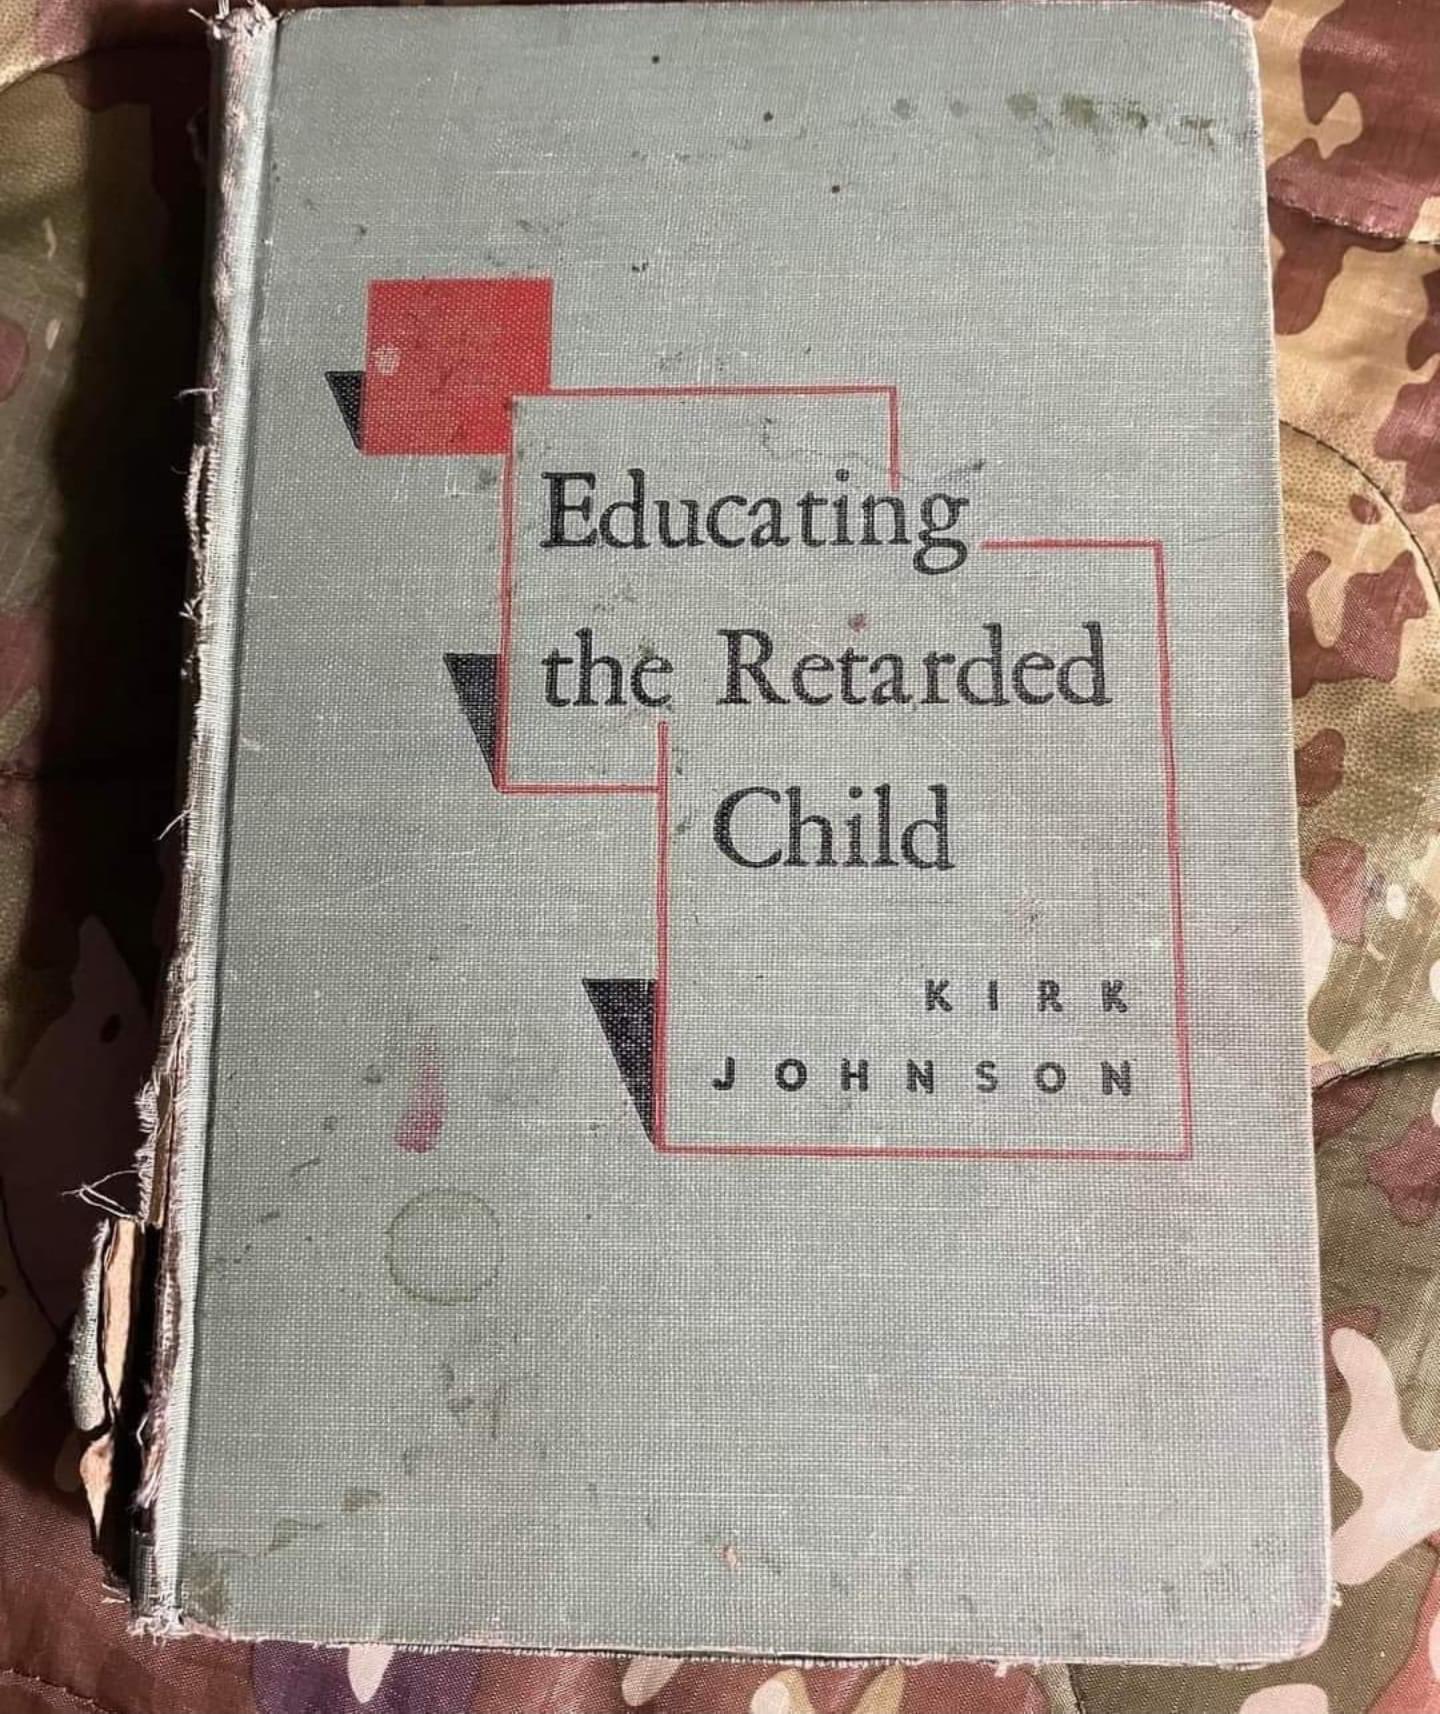 Educating
the Retarded
Child
KIRK
JOHNSON